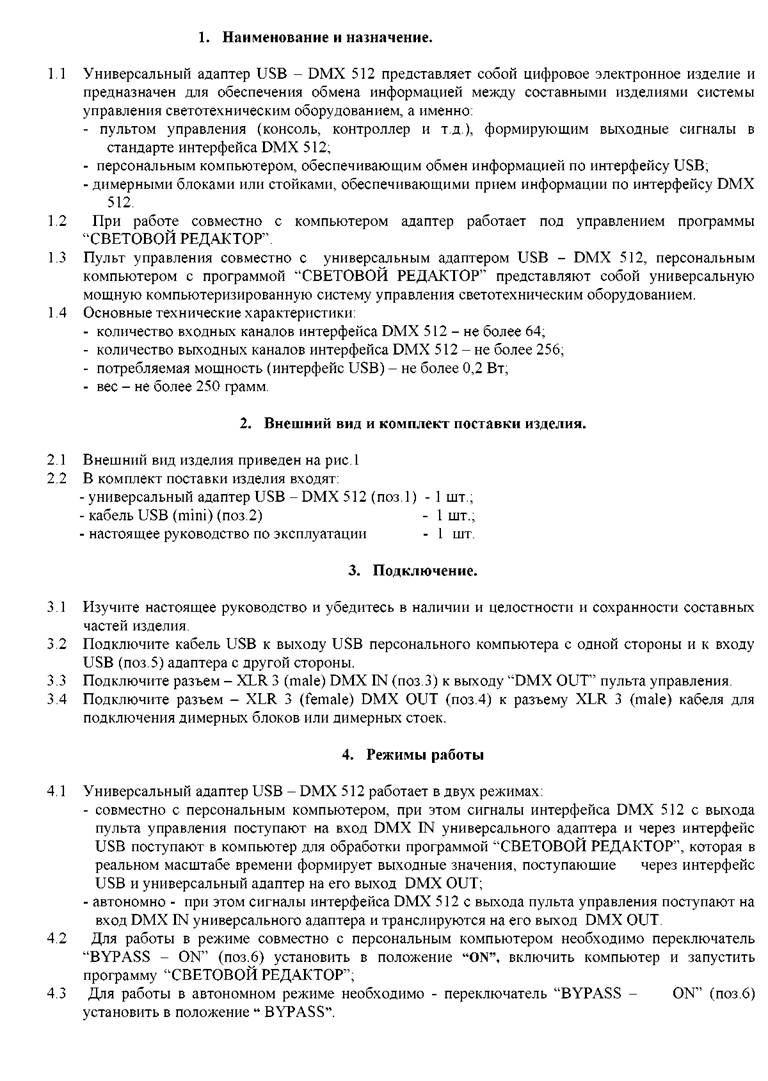 1. Наименование и назначение.
1.1 Универсальный адаптер USB – DMX 512 представляет собой цифровое электронное изделие и
предназначен для обеспечения обмена информацией между составными изделиями системы
управления светотехническим оборудованием, а именно:
- пультом управления (консоль, контроллер и т.д.), формирующим выходные сигналы в
стандарте интерфейса DMX 512;
- персональным компьютером, обеспечивающим обмен информацией по интерфейсу USB;
- димерными блоками или стойками, обеспечивающими прием информации по интерфейсу DMX
512.
1.2 При работе совместно с компьютером адаптер работает под управлением программы
“СВЕТОВОЙ РЕДАКТОР”.
1.3 Пульт управления совместно с универсальным адаптером USB – DMX 512, персональным
компьютером с программой “СВЕТОВОЙ РЕДАКТОР” представляют собой универсальную
мощную компьютеризированную систему управления светотехническим оборудованием.
1.4 Основные технические характеристики:
- количество входных каналов интерфейса DMX 512 – не более 64;
- количество выходных каналов интерфейса DMX 512 – не более 256;
- потребляемая мощность (интерфейс USB) – не более 0,2 Вт;
- вес – не более 250 грамм.
2. Внешний вид и комплект поставки изделия.
2.1 Внешний вид изделия приведен на рис.1
2.2 В комплект поставки изделия входят:
- универсальный адаптер USB – DMX 512 (поз.1) - 1 шт.;
- кабель USB (mini) (поз.2) - 1 шт.;
- настоящее руководство по эксплуатации - 1 шт.
3. Подключение.
3.1 Изучите настоящее руководство и убедитесь в наличии и целостности и сохранности составных
частей изделия.
3.2 Подключите кабель USB к выходу USB персонального компьютера с одной стороны и к входу
USB (поз.5) адаптера с другой стороны.
3.3 Подключите разъем – XLR 3 (male) DMX IN (поз.3) к выходу “DMX OUT” пульта управления.
3.4 Подключите разъем – XLR 3 (female) DMX OUT (поз.4) к разъему XLR 3 (male) кабеля для
подключения димерных блоков или димерных стоек.
4. Режимы работы
4.1 Универсальный адаптер USB – DMX 512 работает в двух режимах:
- совместно с персональным компьютером, при этом сигналы интерфейса DMX 512 с выхода
пульта управления поступают на вход DMX IN универсального адаптера и через интерфейс
USB поступают в компьютер для обработки программой “СВЕТОВОЙ РЕДАКТОР”, которая в
реальном масштабе времени формирует выходные значения, поступающие через интерфейс
USB и универсальный адаптер на его выход DMX OUT;
- автономно - при этом сигналы интерфейса DMX 512 с выхода пульта управления поступают на
вход DMX IN универсального адаптера и транслируются на его выход DMX OUT.
4.2 Для работы в режиме совместно с персональным компьютером необходимо переключатель
“BYPASS – ON” (поз.6) установить в положение “ON”, включить компьютер и запустить
программу “СВЕТОВОЙ РЕДАКТОР”;
4.3 Для работы в автономном режиме необходимо - переключатель “BYPASS – ON” (поз.6)
установить в положение “ BYPASS”.